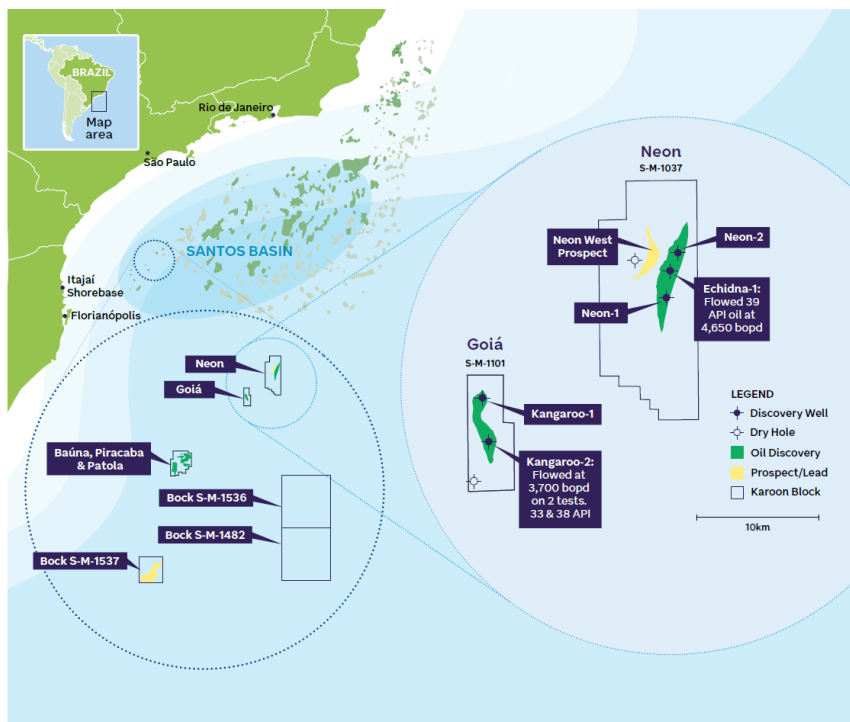 BRAZIL
Map
area
Rio de Janeiro
São Paulo
SANTOS BASIN
Itajaí
Shorebase
Florianópolis
Neon
Goiá
Baúna, Piracaba
& Patola
Bock S-M-1536
Bock S-M-1482
Bock S-M-1537
Neon
S-M-1037
Neon West
Prospect
Neon-2
Echidna-1:
Flowed 39
API oil at
4,650 bopd
Neon-1
Goiá
S-M-1101
Kangaroo-1
Kangaroo-2:
Flowed at
3,700 bopd
on 2 tests.
33 & 38 API
LEGEND
Discovery Well
Dry Hole
Oil Discovery
Prospect/Lead
Karoon Block
10km